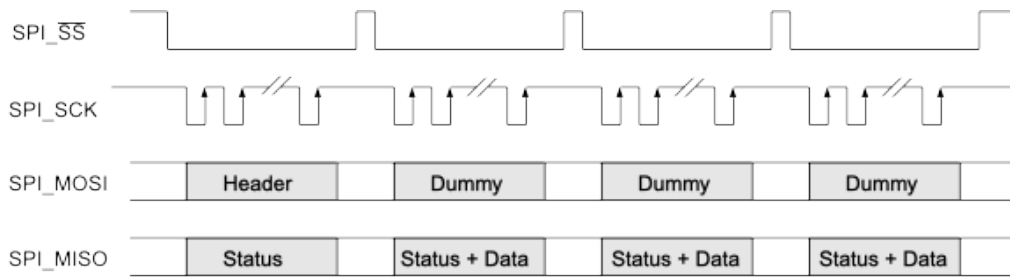 SPI_SS
SPI_SCK
SPI_MOSI Header Dummy Dummy Dummy
SPI_MISO Status Status + Data Status + Data Status + Data